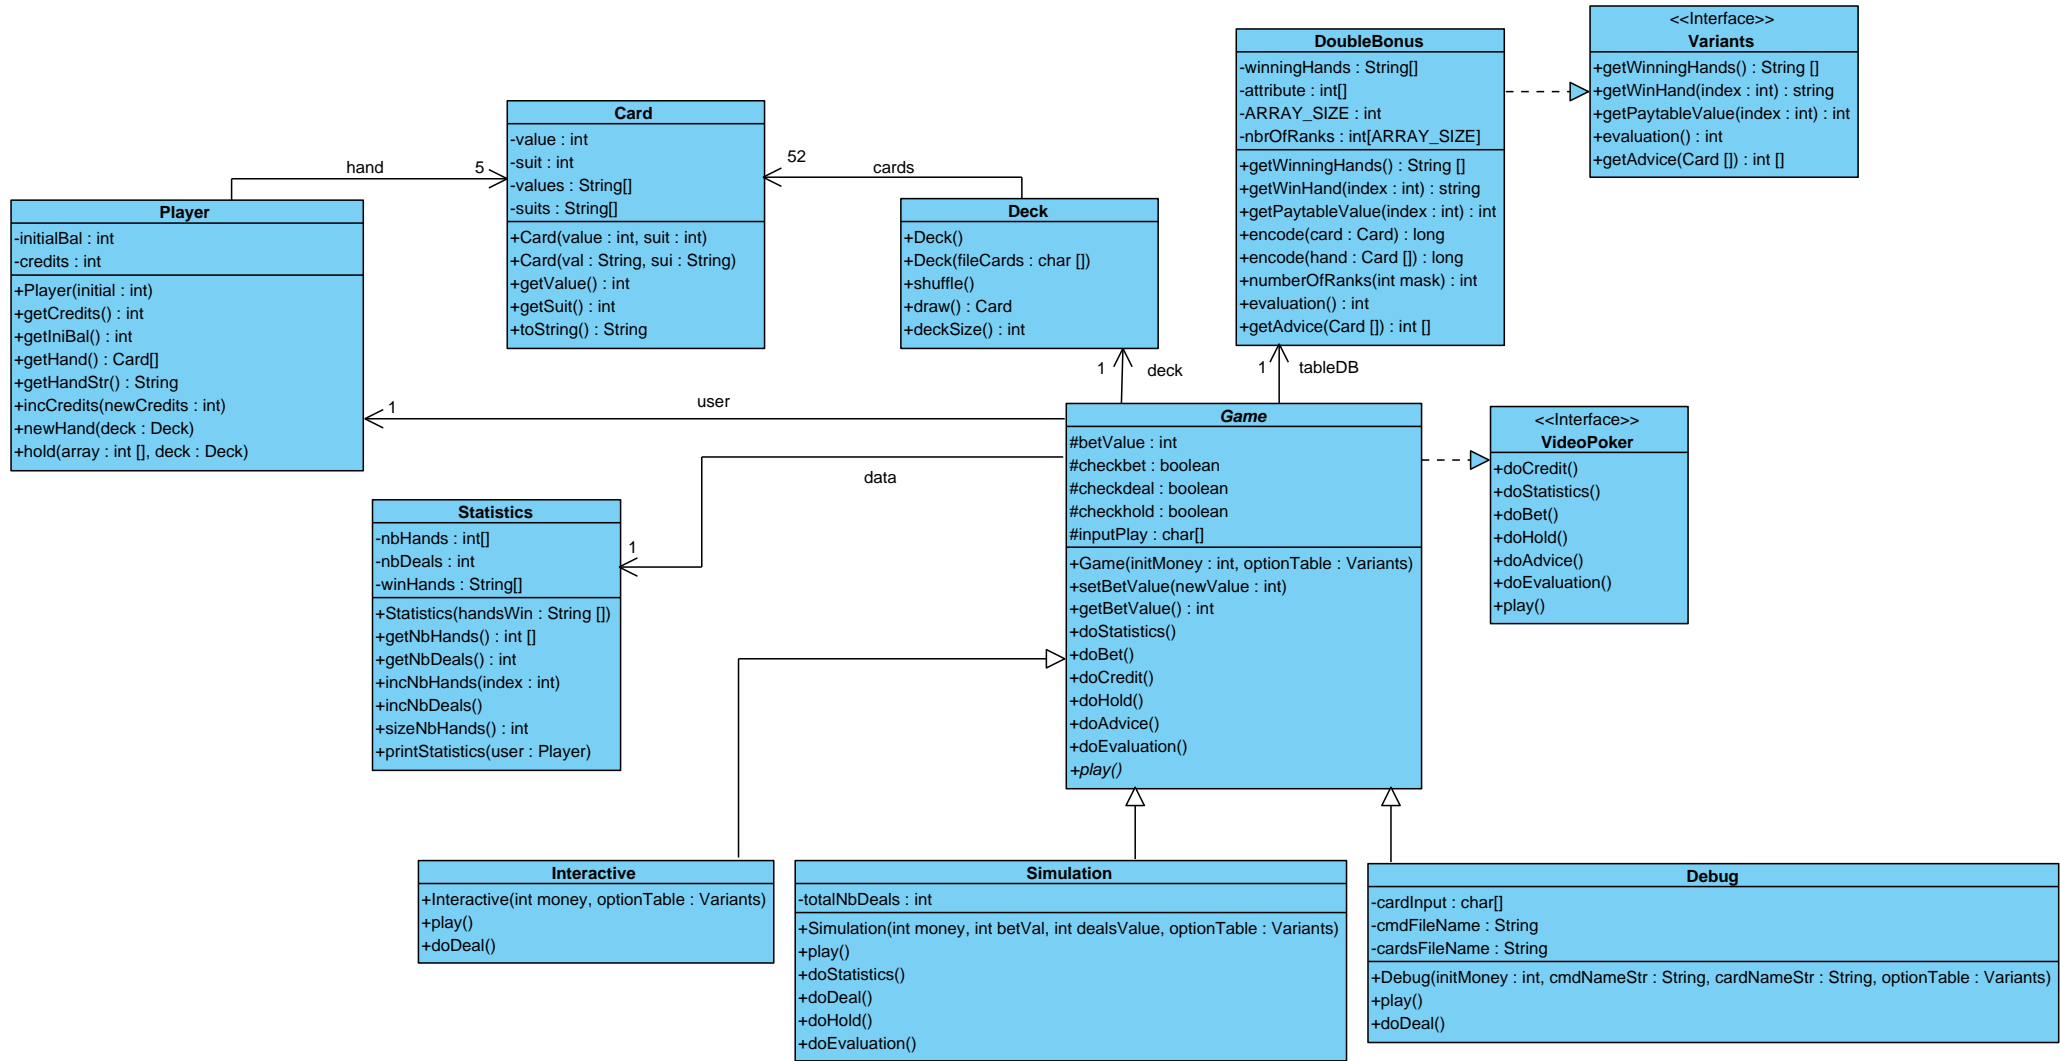 <<Interface>>
Variants
+getWinningHands() : String []
+getWinHand(index : int) : string
+getPaytableValue(index : int) : int
+evaluation() : int
+getAdvice(Card []) : int []
DoubleBonus
-winningHands : String[]
-attribute : int[]
-ARRAY_SIZE : int
-nbrOfRanks : int[ARRAY_SIZE]
+getWinningHands() : String []
+getWinHand(index : int) : string
+getPaytableValue(index : int) : int
+encode(card : Card) : long
+encode(hand : Card []) : long
+numberOfRanks(int mask) : int
+evaluation() : int
+getAdvice(Card []) : int []
Card
-value : int
-suit : int
-values : String[]
-suits : String[]
+Card(value : int, suit : int)
+Card(val : String, sui : String)
+getValue() : int
+getSuit() : int
+toString() : String
hand
5
52
cards
Player
-initialBal : int
-credits : int
+Player(initial : int)
+getCredits() : int
+getIniBal() : int
+getHand() : Card[]
+getHandStr() : String
+incCredits(newCredits : int)
+newHand(deck : Deck)
+hold(array : int [], deck : Deck)
Deck
+Deck()
+Deck(fileCards : char [])
+shuffle()
+draw() : Card
+deckSize() : int
1
deck
1
tableDB
1
user
data
1
Game
#betValue : int
#checkbet : boolean
#checkdeal : boolean
#checkhold : boolean
#inputPlay : char[]
+Game(initMoney : int, optionTable : Variants)
+setBetValue(newValue : int)
+getBetValue() : int
+doStatistics()
+doBet()
+doCredit()
+doHold()
+doAdvice()
+doEvaluation()
+play()
<<Interface>>
VideoPoker
+doCredit()
+doStatistics()
+doBet()
+doHold()
+doAdvice()
+doEvaluation()
+play()
Statistics
-nbHands : int[]
-nbDeals : int
-winHands : String[]
+Statistics(handsWin : String [])
+getNbHands() : int []
+getNbDeals() : int
+incNbHands(index : int)
+incNbDeals()
+sizeNbHands() : int
+printStatistics(user : Player)
Interactive
+Interactive(int money, optionTable : Variants)
+play()
+doDeal()
Simulation
-totalNbDeals : int
+Simulation(int money, int betVal, int dealsValue, optionTable : Variants)
+play()
+doStatistics()
+doDeal()
+doHold()
+doEvaluation()
Debug
-cardInput : char[]
-cmdFileName : String
-cardsFileName : String
+Debug(initMoney : int, cmdNameStr : String, cardNameStr : String, optionTable : Variants)
+play()
+doDeal()